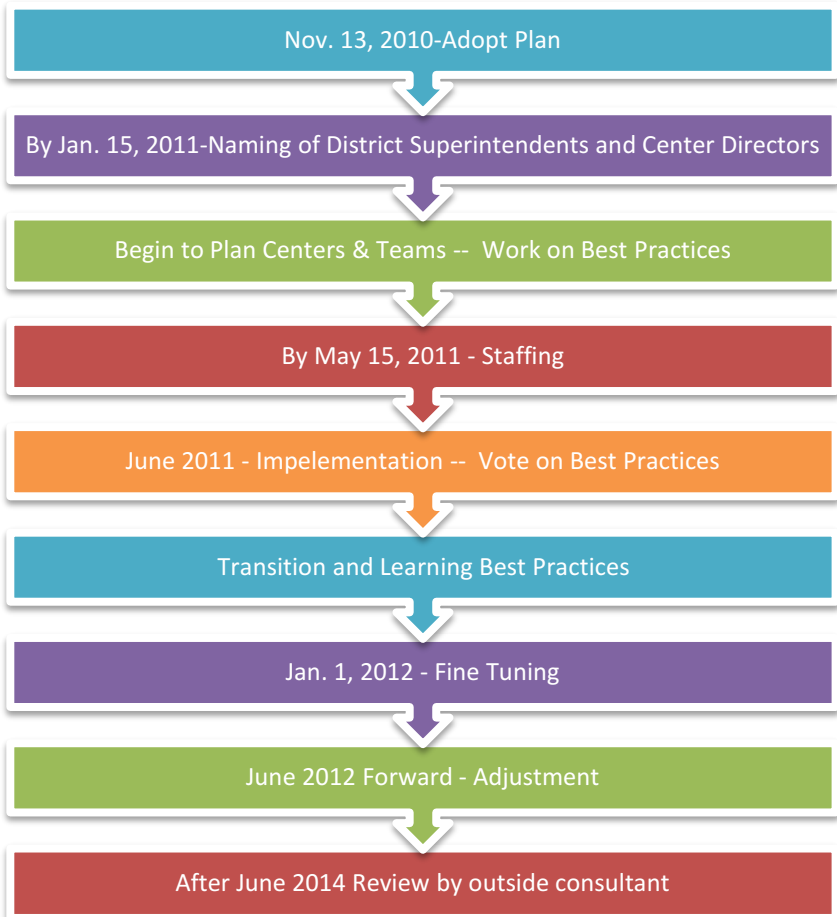 Nov. 13, 2010-Adopt Plan
By Jan. 15, 2011-Naming of District Superintendents and Center Directors
Begin to Plan Centers & Teams -- Work on Best Practices
By May 15, 2011 - Staffing
June 2011 - Impelementation -- Vote on Best Practices
Transition and Learning Best Practices
Jan. 1, 2012 - Fine Tuning
June 2012 Forward - Adjustment
After June 2014 Review by outside consultant